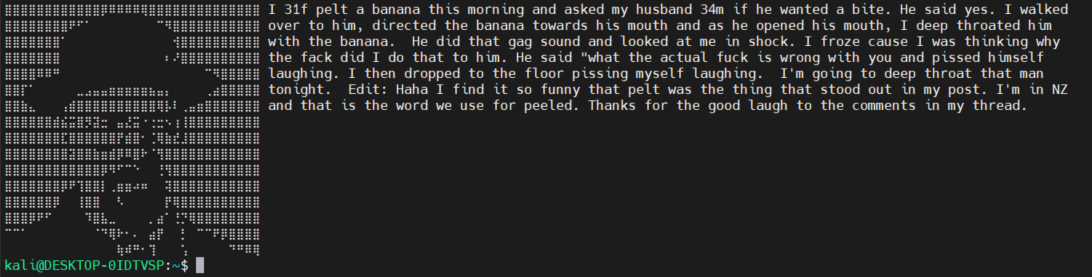 I 31f pelt a banana this morning and asked my husband 34m if he wanted a bite. He said yes. I walked
over to him, directed the banana towards his mouth and as he opened his mouth, I deep throated him
with the banana.  He did that gag sound and looked at me in shock. I froze cause I was thinking why
the fack did I do that to him. He said "what the actual fuck is wrong with you and pissed himself
laughing. I then dropped to the floor pissing myself laughing.  I'm going to deep throat that man
tonight.  Edit: Haha I find it so funny that pelt was the thing that stood out in my post. I'm in NZ
and that is the word we use for peeled. Thanks for the good laugh to the comments in my thread.
kali@DESKTOP-0IDTVSP:~$